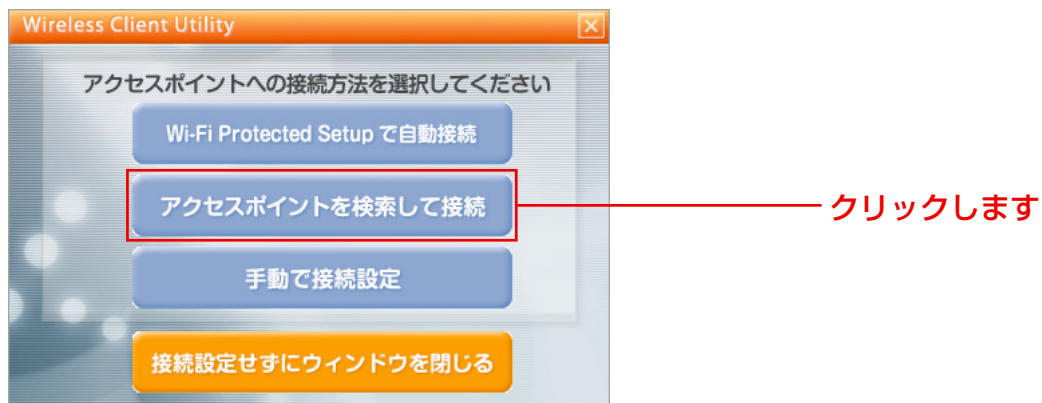 Wireless Client Utility
アクセスポイントへの接続方法を選択してください
Wi-Fi Protected Setup で自動接続
アクセスポイントを検索して接続
クリックします
手動で接続設定
接続設定せずにウィンドウを閉じる